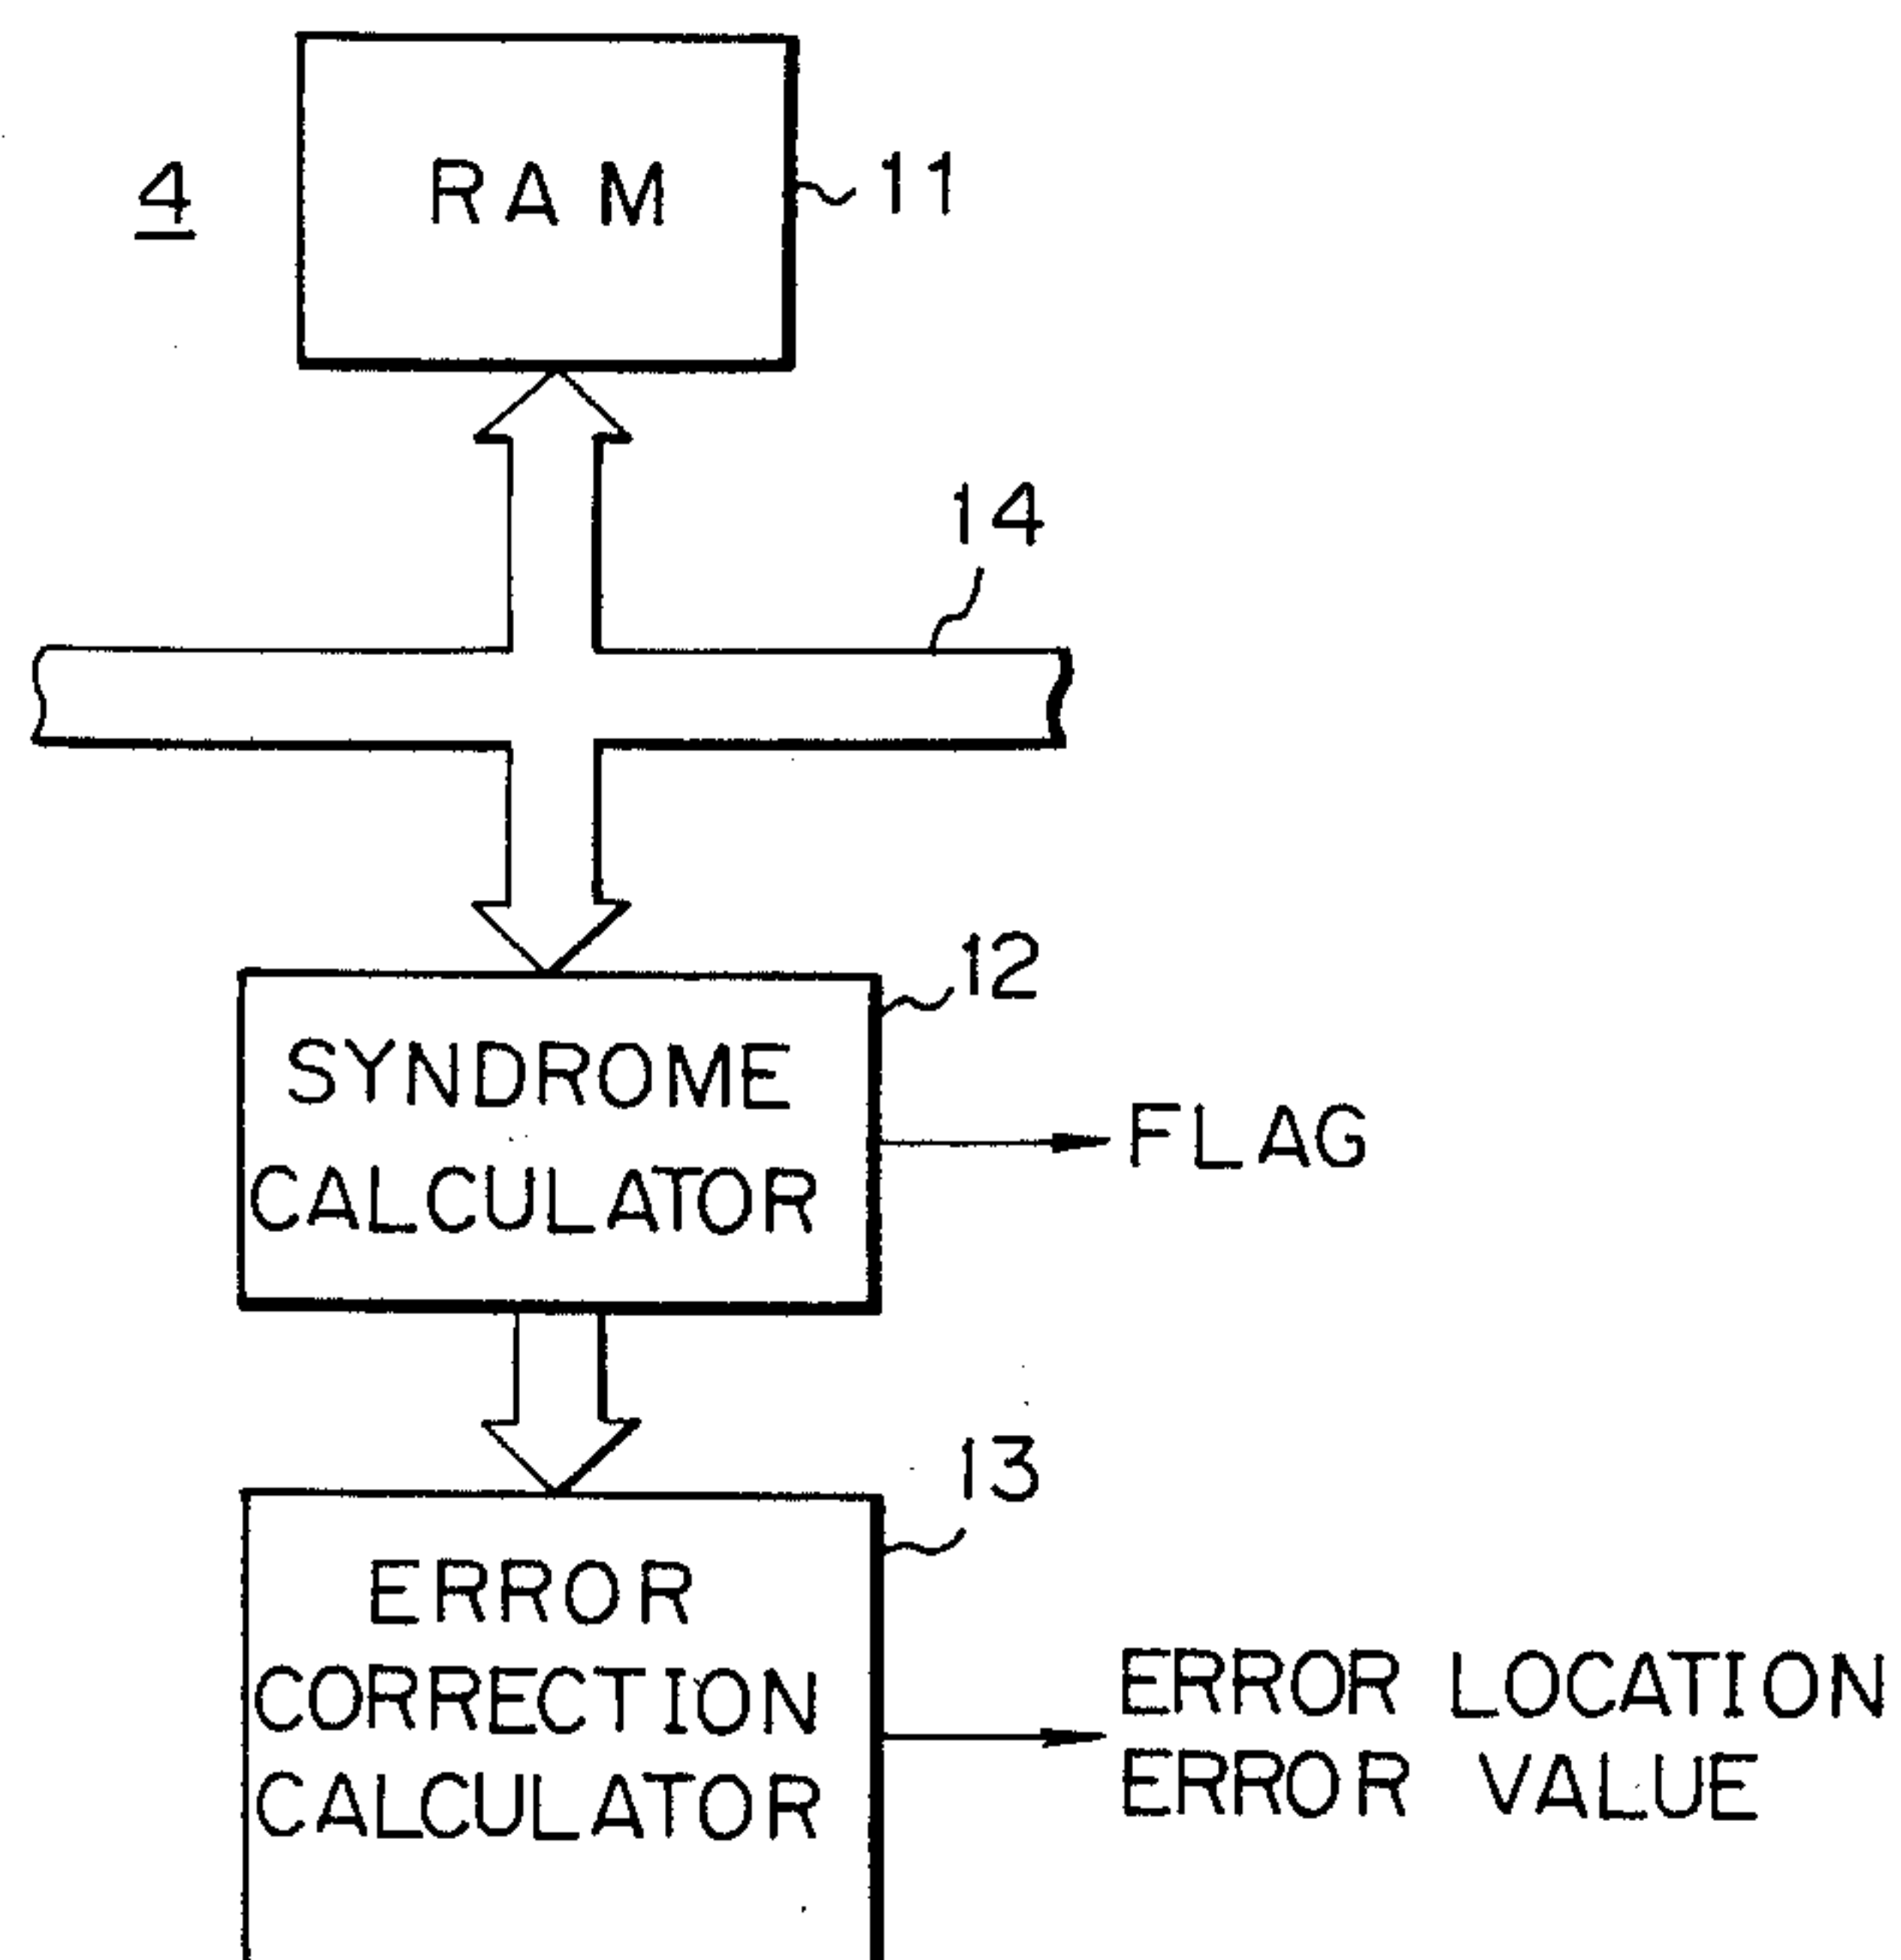 RAM
11
4
14
12
SYNDROME
CALCULATOR
FLAG
13
ERROR
CORRECTION
CALCULATOR
ERROR LOCATION
ERROR VALUE